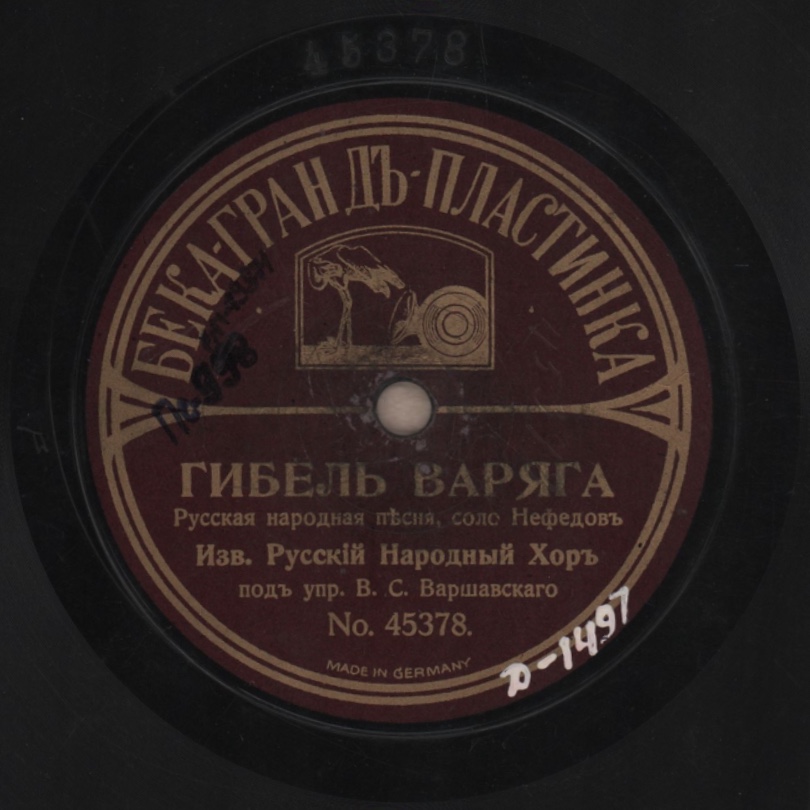 45378
БЕКА-ГРАНДЪ-ПЛАСТИНКА
ГИБЕЛЬ ВАРЯГА
Русская народная пѣсня, соло Нефедовъ
Изв. Русскій Народный Хоръ
подъ упр. В. С. Варшавскаго
No. 45378.
MADE IN GERMANY
D-1497